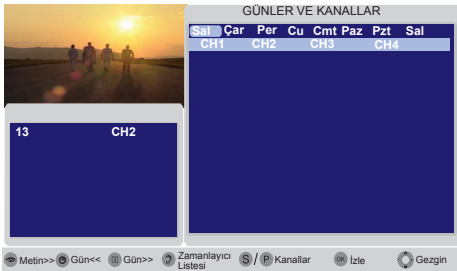 GÜNLER VE KANALLAR
Sal Çar Per Cu Cmt Paz Pzt Sal
CH1 CH2 CH3 CH4
13 CH2
Metin>> Gün<< Gün>> Zamanlayıcı Listesi S/P Kanallar OK İzle Gezgin